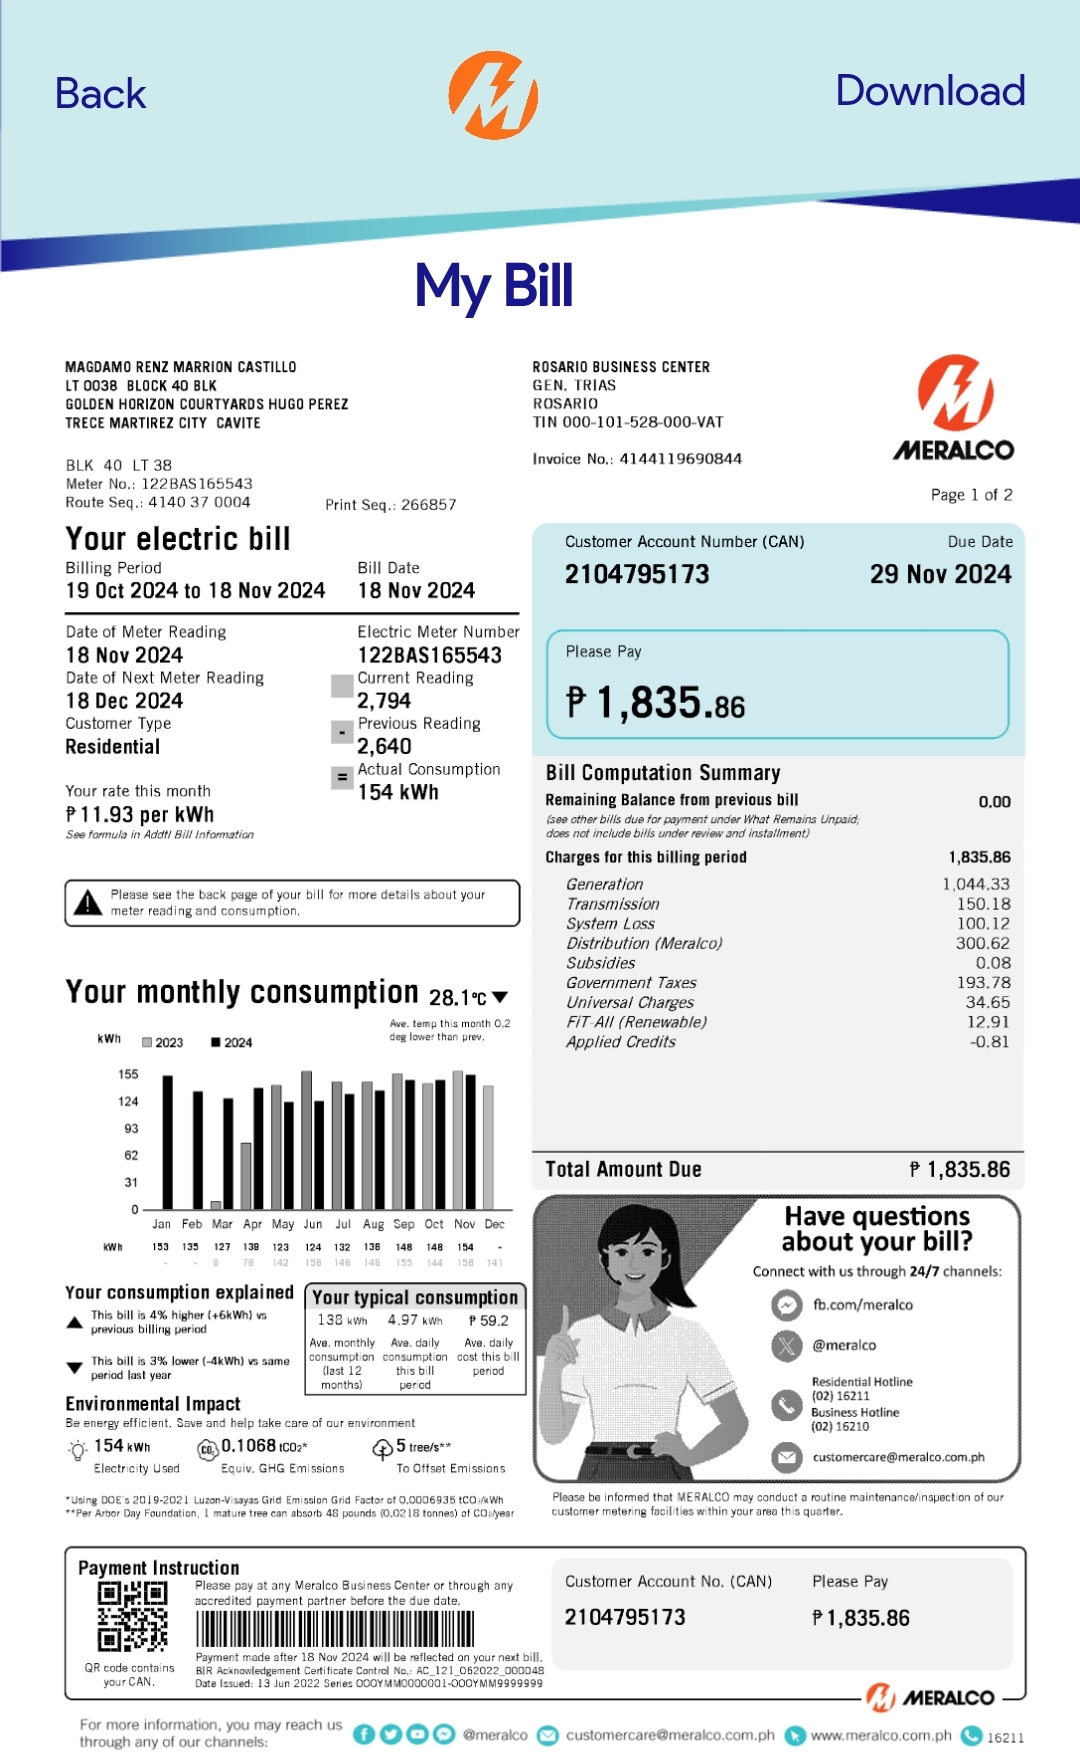 Back
Download
My Bill
MAGDAMO RENZ MARRION CASTILLO
LT 0038 BLOCK 40 BLK
GOLDEN HORIZON COURTYARDS HUGO PEREZ
TRECE MARTIREZ CITY CAVITE
BLK 40 LT 38
Meter No.: 122BAS165543
Route Seq.: 4140 37 0004
Print Seq.: 266857
ROSARIO BUSINESS CENTER
GEN. TRIAS
ROSARIO
TIN 000-101-528-000-VAT
Invoice No.: 4144119690844
MERALCO
Page 1 of 2
Your electric bill
Billing Period
19 Oct 2024 to 18 Nov 2024
Bill Date
18 Nov 2024
Date of Meter Reading
18 Nov 2024
Date of Next Meter Reading
18 Dec 2024
Customer Type
Residential
Your rate this month
₱ 11.93 per kWh
See formula in Addtl Bill Information
Electric Meter Number
122BAS165543
Current Reading
2,794
- Previous Reading
2,640
= Actual Consumption
154 kWh
Please see the back page of your bill for more details about your
meter reading and consumption.
Customer Account Number (CAN)
2104795173
Due Date
29 Nov 2024
Please Pay
₱ 1,835.86
Bill Computation Summary
Remaining Balance from previous bill 0.00
(see other bills due for payment under What Remains Unpaid;
does not include bills under review and installment)
Charges for this billing period 1,835.86
Generation 1,044.33
Transmission 150.18
System Loss 100.12
Distribution (Meralco) 300.62
Subsidies 0.08
Government Taxes 193.78
Universal Charges 34.65
FiT-All (Renewable) 12.91
Applied Credits -0.81
Total Amount Due ₱ 1,835.86
Your monthly consumption 28.1°C
Ave. temp this month 0.2
deg lower than prev.
kWh 2023 2024
155
124
93
62
31
0
Jan Feb Mar Apr May Jun Jul Aug Sep Oct Nov Dec
kWh 153 135 127 139 123 124 132 136 148 148 154 -
- - 9 76 142 158 146 146 155 144 158 141
Your consumption explained
This bill is 4% higher (+6kWh) vs
previous billing period
This bill is 3% lower (-4kWh) vs same
period last year
Your typical consumption
138 kWh 4.97 kWh ₱ 59.2
Ave. monthly
consumption
(last 12
months)
Ave. daily
consumption
this bill
period
Ave. daily
cost this bill
period
Environmental Impact
Be energy efficient. Save and help take care of our environment
154 kWh
Electricity Used
CO₂
0.1068 tCO2*
Equiv. GHG Emissions
5 tree/s**
To Offset Emissions
*Using DOE's 2019-2021 Luzon-Visayas Grid Emission Grid Factor of 0.0006935 tCO2/kWh
**Per Arbor Day Foundation, 1 mature tree can absorb 48 pounds (0.0218 tonnes) of CO2/year
Have questions
about your bill?
Connect with us through 24/7 channels:
fb.com/meralco
@meralco
Residential Hotline
(02) 16211
Business Hotline
(02) 16210
customercare@meralco.com.ph
Please be informed that MERALCO may conduct a routine maintenance/inspection of our
customer metering facilities within your area this quarter.
Payment Instruction
QR code contains
your CAN.
Please pay at any Meralco Business Center or through any
accredited payment partner before the due date.
Payment made after 18 Nov 2024 will be reflected on your next bill.
BIR Acknowledgement Certificate Control No.: AC_121_062022_000048
Date Issued: 13 Jun 2022 Series 000YMM0000001-000YMM9999999
Customer Account No. (CAN)
2104795173
Please Pay
₱ 1,835.86
MERALCO
For more information, you may reach us
through any of our channels:
@meralco
customercare@meralco.com.ph
www.meralco.com.ph
16211